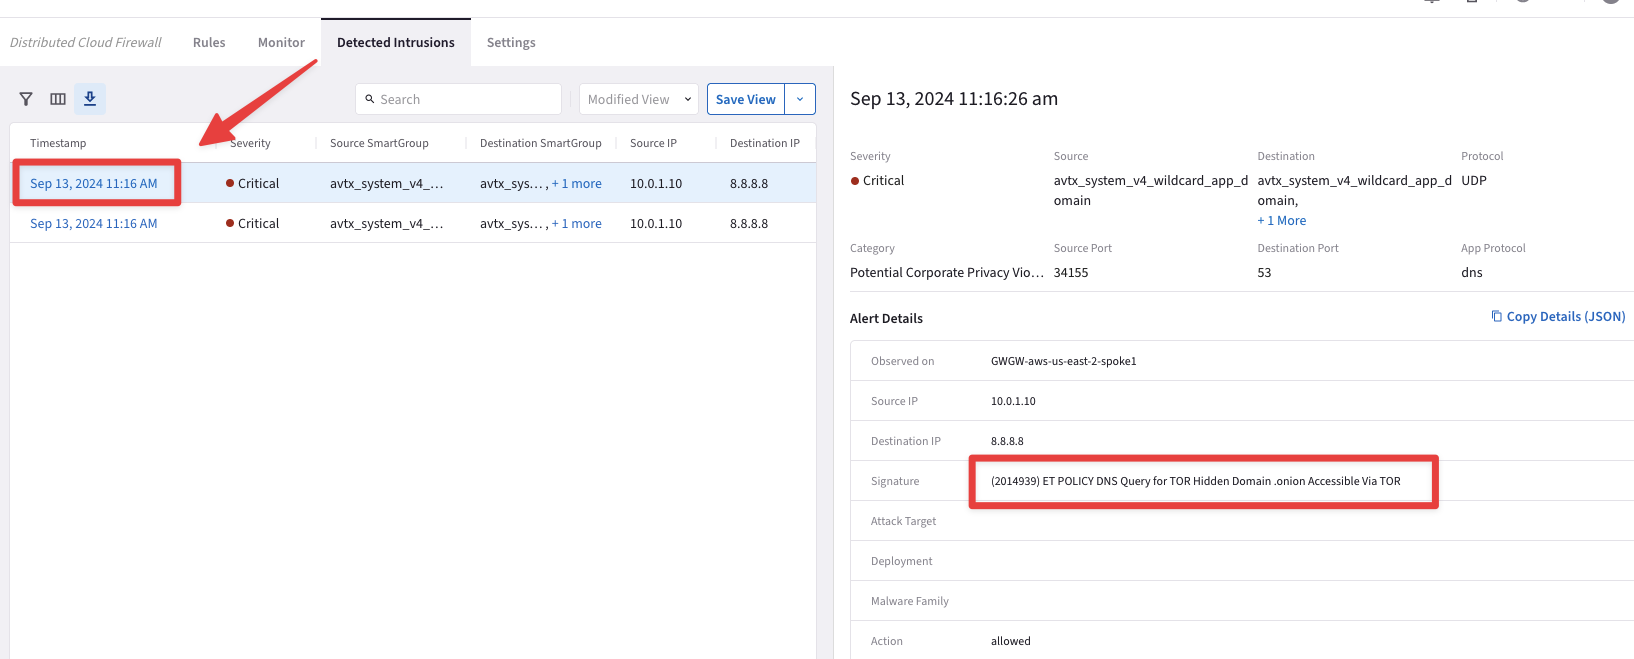 Distributed Cloud Firewall Rules Monitor Detected Intrusions Settings
Search Modified View Save View
Timestamp Severity Source SmartGroup Destination SmartGroup Source IP Destination IP
Sep 13, 2024 11:16 AM Critical avtx_system_v4_... avtx_sys... , + 1 more 10.0.1.10 8.8.8.8
Sep 13, 2024 11:16 AM Critical avtx_system_v4_... avtx_sys... , + 1 more 10.0.1.10 8.8.8.8
Sep 13, 2024 11:16:26 am
Severity Source Destination Protocol
Critical avtx_system_v4_wildcard_app_d avtx_system_v4_wildcard_app_d UDP
omain omain,
+ 1 More
Category Source Port Destination Port App Protocol
Potential Corporate Privacy Vio... 34155 53 dns
Alert Details Copy Details (JSON)
Observed on GWGW-aws-us-east-2-spoke1
Source IP 10.0.1.10
Destination IP 8.8.8.8
Signature (2014939) ET POLICY DNS Query for TOR Hidden Domain .onion Accessible Via TOR
Attack Target
Deployment
Malware Family
Action allowed